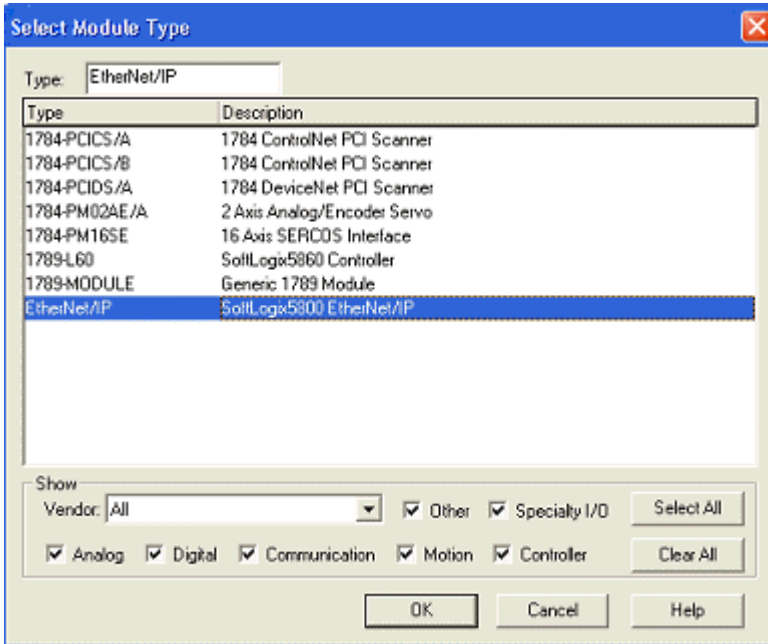 Select Module Type
Type: EtherNet/IP
Type Description
1784-PCICS/A 1784 ControlNet PCI Scanner
1784-PCICS/B 1784 ControlNet PCI Scanner
1784-PCIDS/A 1784 DeviceNet PCI Scanner
1784-PM02AE/A 2 Axis Analog/Encoder Servo
1784-PM16SE 16 Axis SERCOS Interface
1789-L60 SoftLogix5860 Controller
1789-MODULE Generic 1789 Module
EtherNet/IP SoftLogix5800 EtherNet/IP
Show
Vendor: All Other Specialty I/O Select All
Analog Digital Communication Motion Controller Clear All
OK Cancel Help